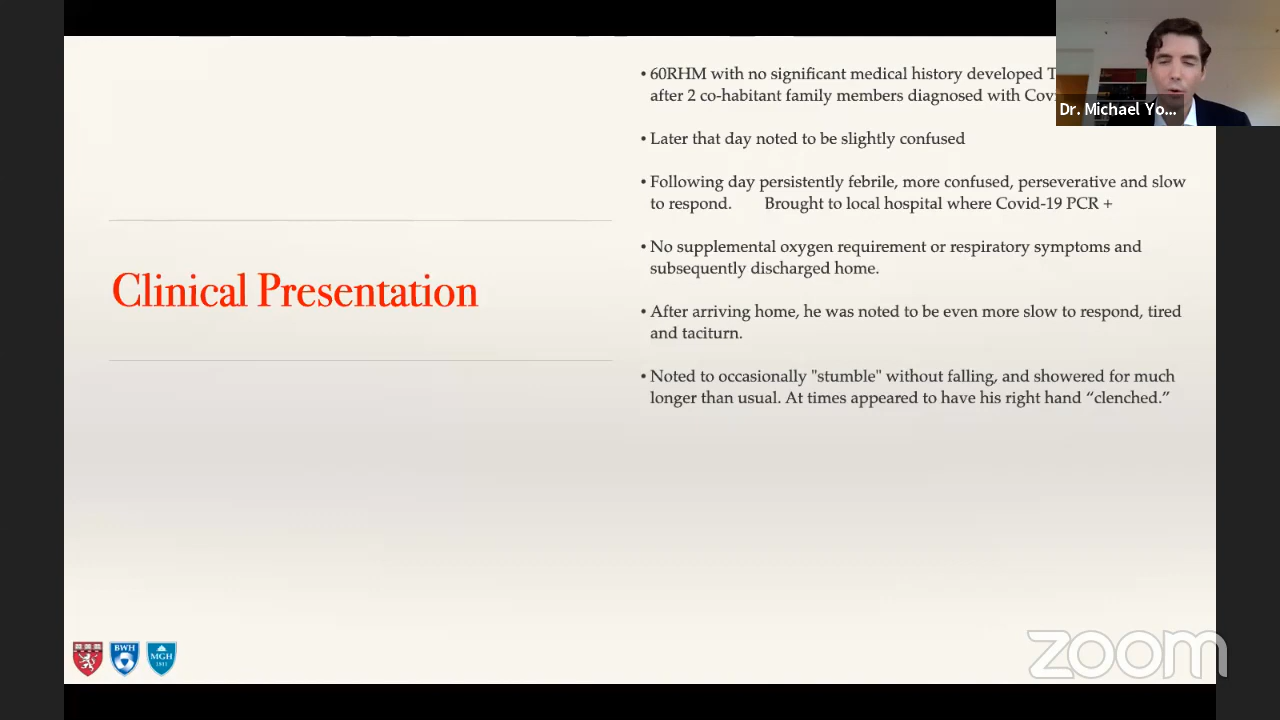 • 60RHM with no significant medical history developed
after 2 co-habitant family members diagnosed with
Dr. Michael Yo...
• Later that day noted to be slightly confused
• Following day persistently febrile, more confused, perseverative and slow
to respond. Brought to local hospital where Covid-19 PCR +
• No supplemental oxygen requirement or respiratory symptoms and
subsequently discharged home.
Clinical Presentation
• After arriving home, he was noted to be even more slow to respond, tired
and taciturn.
• Noted to occasionally "stumble" without falling, and showered for much
longer than usual. At times appeared to have his right hand “clenched.”
BWH
MGH
1811
zoom